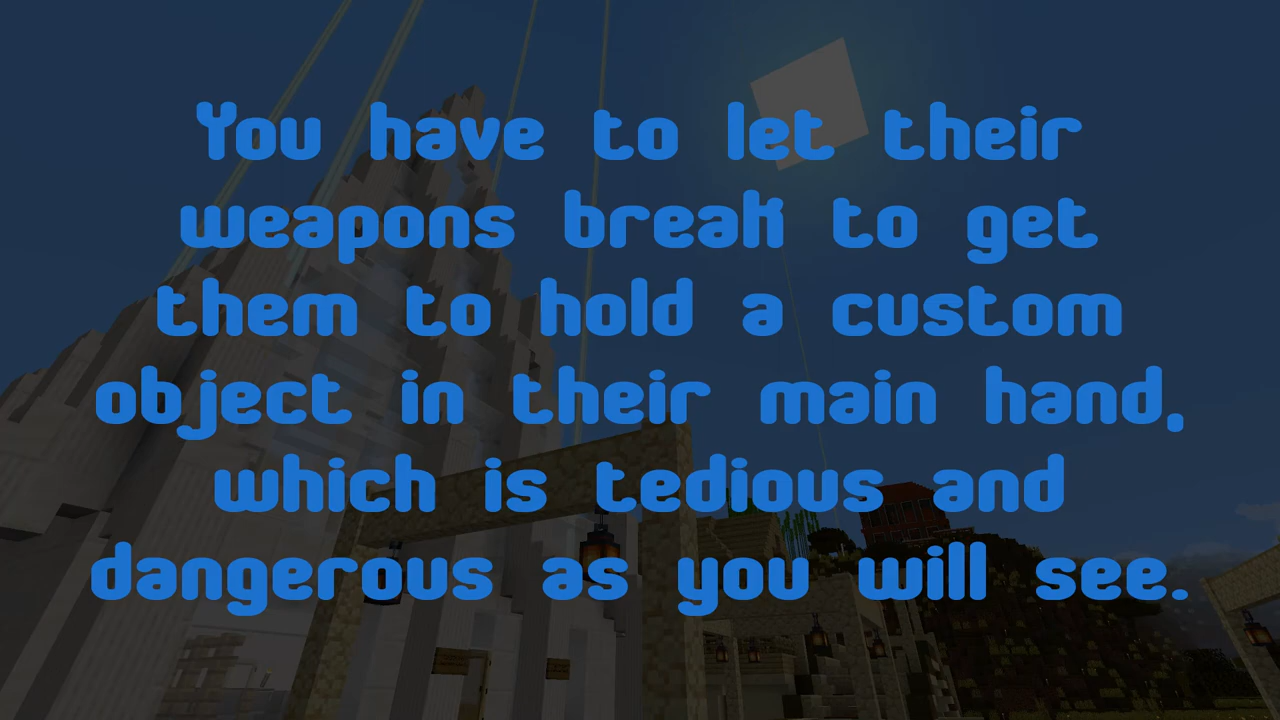 You have to let their
weapons break to get
them to hold a custom
object in their main hand,
which is tedious and
dangerous as you will see.